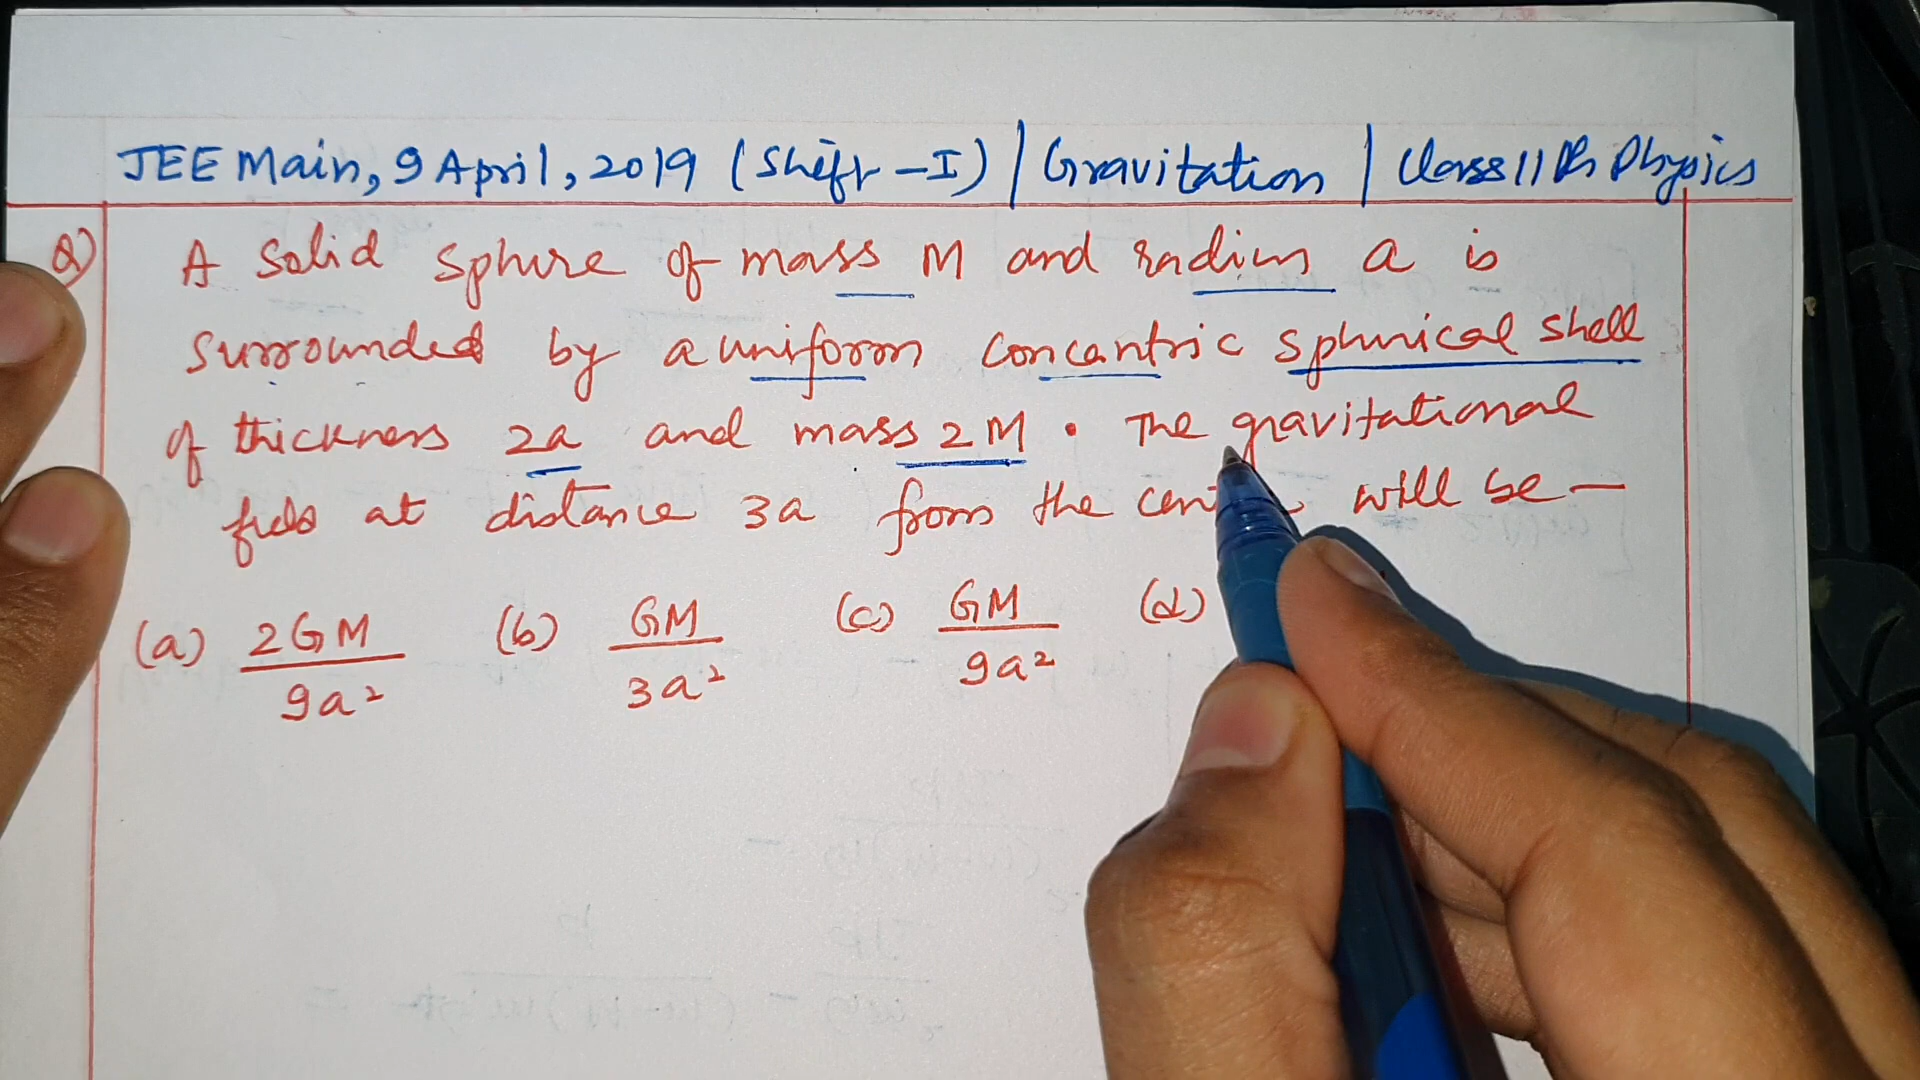 JEE Main, 9 April, 2019 (Shift-I) | Gravitation | Class 11th Physics
Q) A Solid Sphere of mass M and radius a is
surrounded by a uniform concentric spherical shell
of thickness 2a and mass 2M. The gravitational
field at distance 3a from the will be –
(a) 2GM/9a² (b) GM/3a² (c) GM/9a² (d)